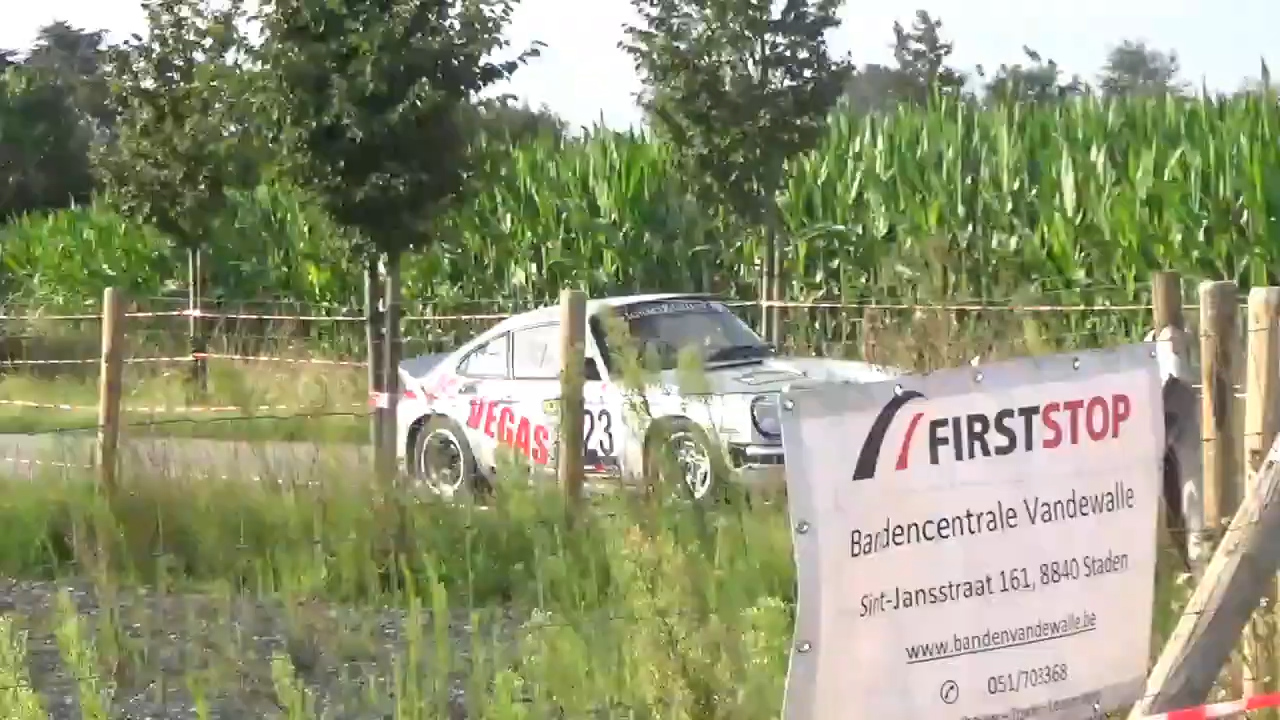 VEGAS
23
FIRSTSTOP
Bandencentrale Vandewalle
Sint-Jansstraat 161, 8840 Staden
www.bandenvandewalle.be
051/703368